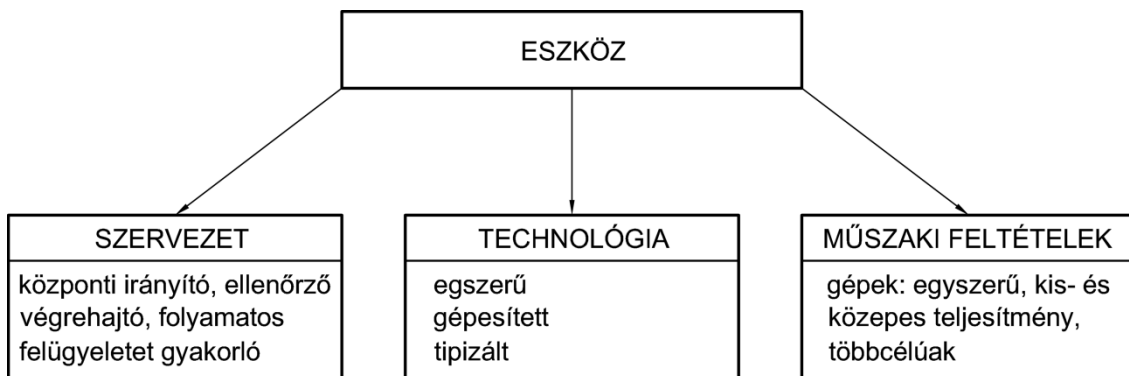 ESZKÖZ
SZERVEZET
központi irányító, ellenőrző
végrehajtó, folyamatos
felügyeletet gyakorló
TECHNOLÓGIA
egszerű
gépesített
tipizált
MŰSZAKI FELTÉTELEK
gépek: egyszerű, kis- és
közepes teljesítmény,
többcélúak